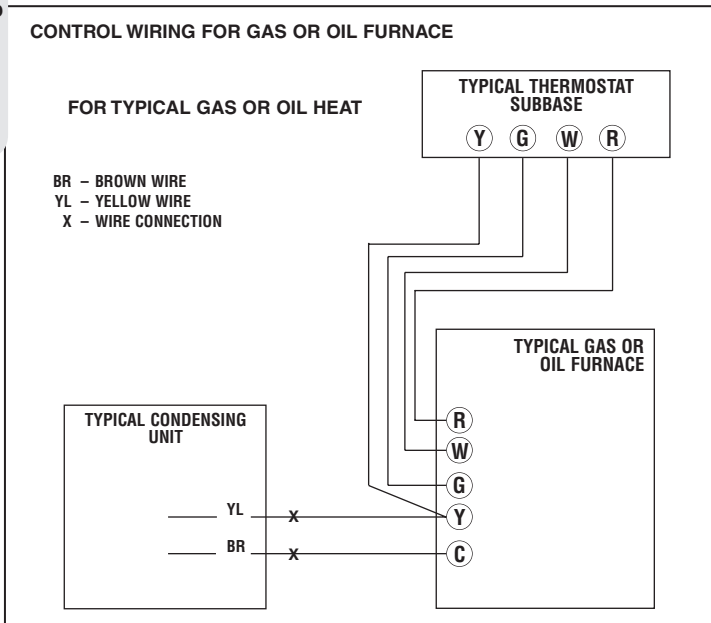 CONTROL WIRING FOR GAS OR OIL FURNACE
FOR TYPICAL GAS OR OIL HEAT
BR – BROWN WIRE
YL – YELLOW WIRE
X – WIRE CONNECTION
TYPICAL THERMOSTAT
SUBBASE
Y G W R
TYPICAL GAS OR
OIL FURNACE
R
W
G
Y
C
TYPICAL CONDENSING
UNIT
YL X
BR X